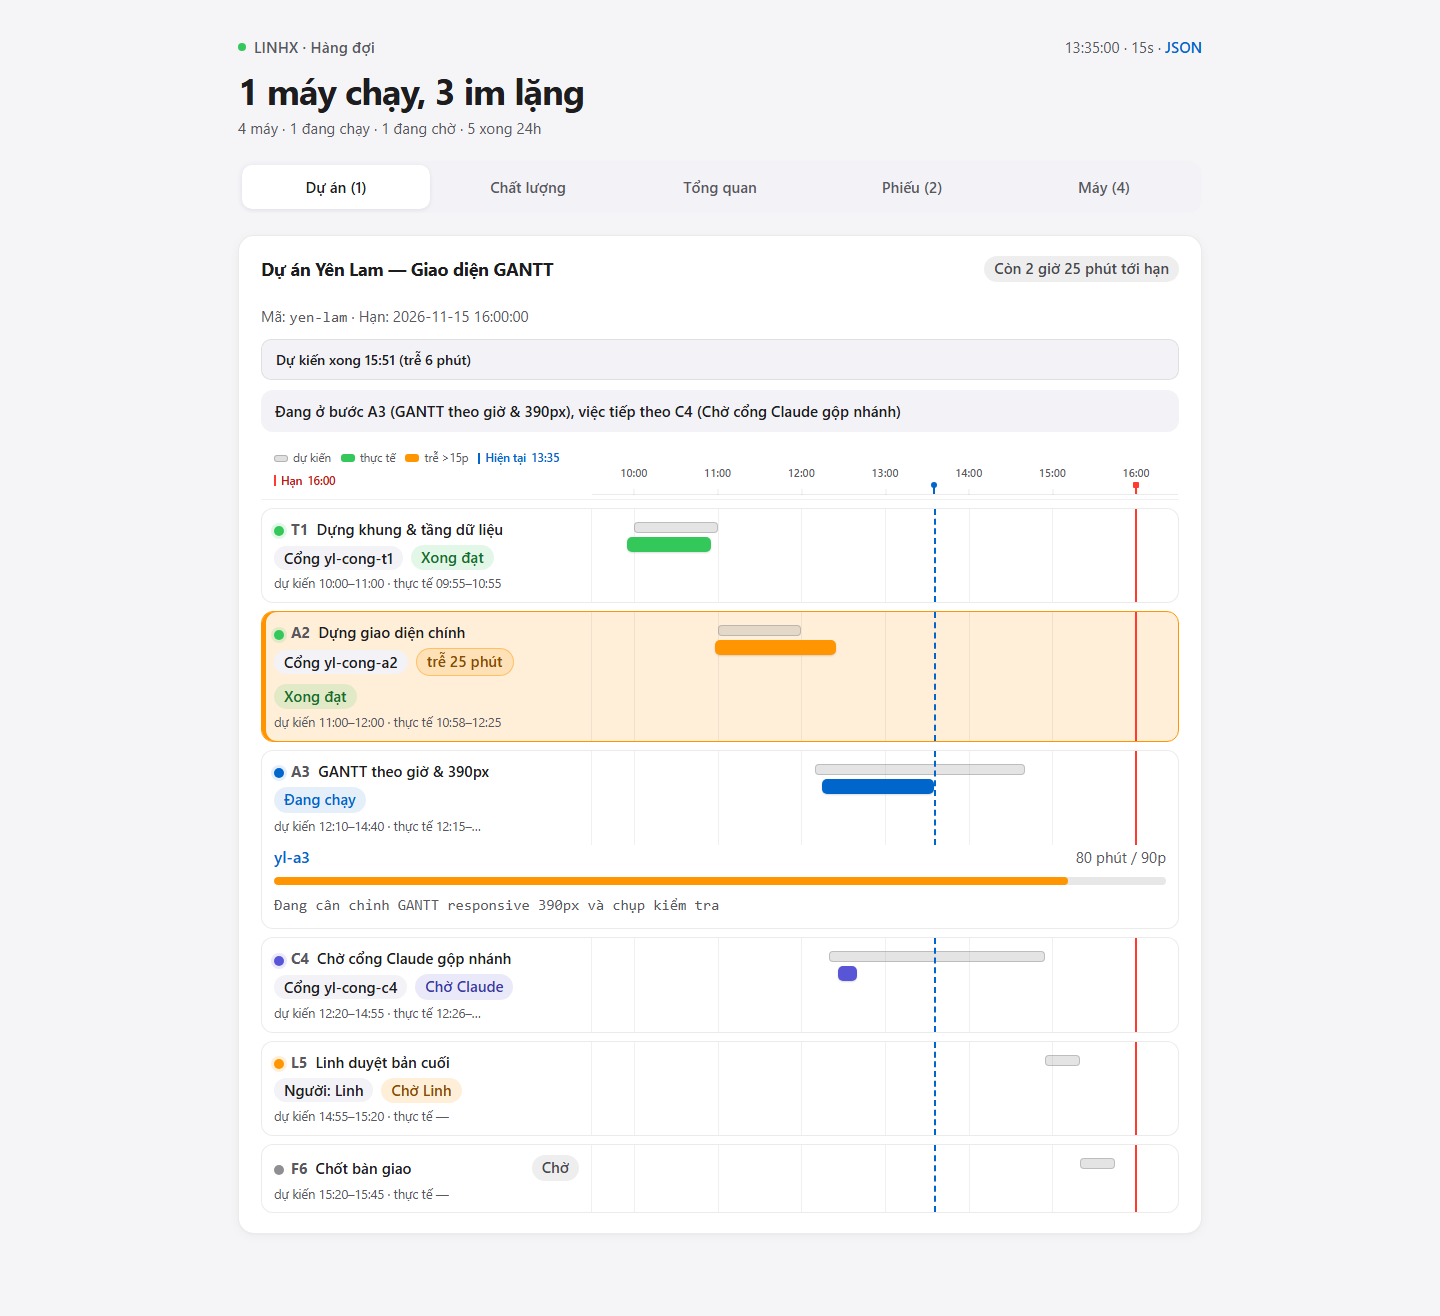 LINHX · Hàng đợi
13:35:00 · 15s · JSON
1 máy chạy, 3 im lặng
4 máy · 1 đang chạy · 1 đang chờ · 5 xong 24h
Dự án (1)
Chất lượng
Tổng quan
Phiếu (2)
Máy (4)
Dự án Yên Lam — Giao diện GANTT
Còn 2 giờ 25 phút tới hạn
Mã: yen-lam · Hạn: 2026-11-15 16:00:00
Dự kiến xong 15:51 (trễ 6 phút)
Đang ở bước A3 (GANTT theo giờ & 390px), việc tiếp theo C4 (Chờ cổng Claude gộp nhánh)
dự kiến thực tế trễ >15p Hiện tại 13:35
Hạn 16:00
10:00 11:00 12:00 13:00 14:00 15:00 16:00
T1 Dựng khung & tầng dữ liệu
Cổng yl-cong-t1 Xong đạt
dự kiến 10:00–11:00 · thực tế 09:55–10:55
A2 Dựng giao diện chính
Cổng yl-cong-a2 trễ 25 phút
Xong đạt
dự kiến 11:00–12:00 · thực tế 10:58–12:25
A3 GANTT theo giờ & 390px
Đang chạy
dự kiến 12:10–14:40 · thực tế 12:15–...
yl-a3
80 phút / 90p
Đang cân chỉnh GANTT responsive 390px và chụp kiểm tra
C4 Chờ cổng Claude gộp nhánh
Cổng yl-cong-c4 Chờ Claude
dự kiến 12:20–14:55 · thực tế 12:26–...
L5 Linh duyệt bản cuối
Người: Linh Chờ Linh
dự kiến 14:55–15:20 · thực tế —
F6 Chốt bàn giao
Chờ
dự kiến 15:20–15:45 · thực tế —